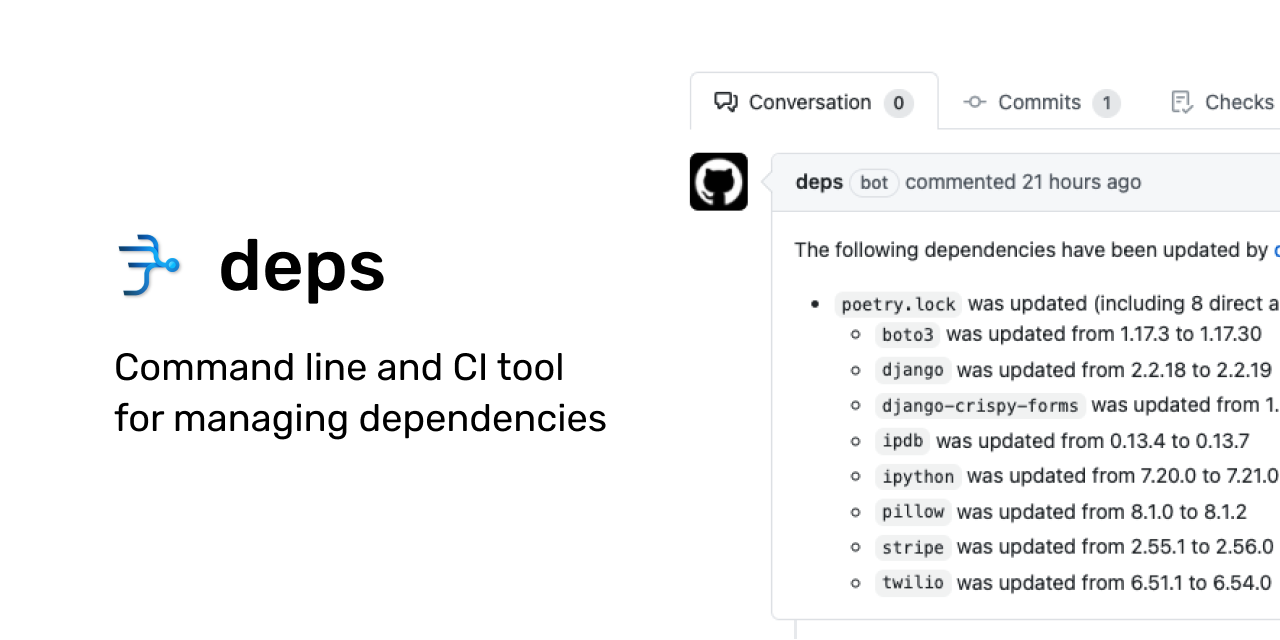 deps
Command line and CI tool
for managing dependencies
Conversation 0
Commits 1
Checks
deps bot commented 21 hours ago
The following dependencies have been updated by
poetry.lock was updated (including 8 direct a
boto3 was updated from 1.17.3 to 1.17.30
django was updated from 2.2.18 to 2.2.19
django-crispy-forms was updated from 1.
ipdb was updated from 0.13.4 to 0.13.7
ipython was updated from 7.20.0 to 7.21.0
pillow was updated from 8.1.0 to 8.1.2
stripe was updated from 2.55.1 to 2.56.0
twilio was updated from 6.51.1 to 6.54.0